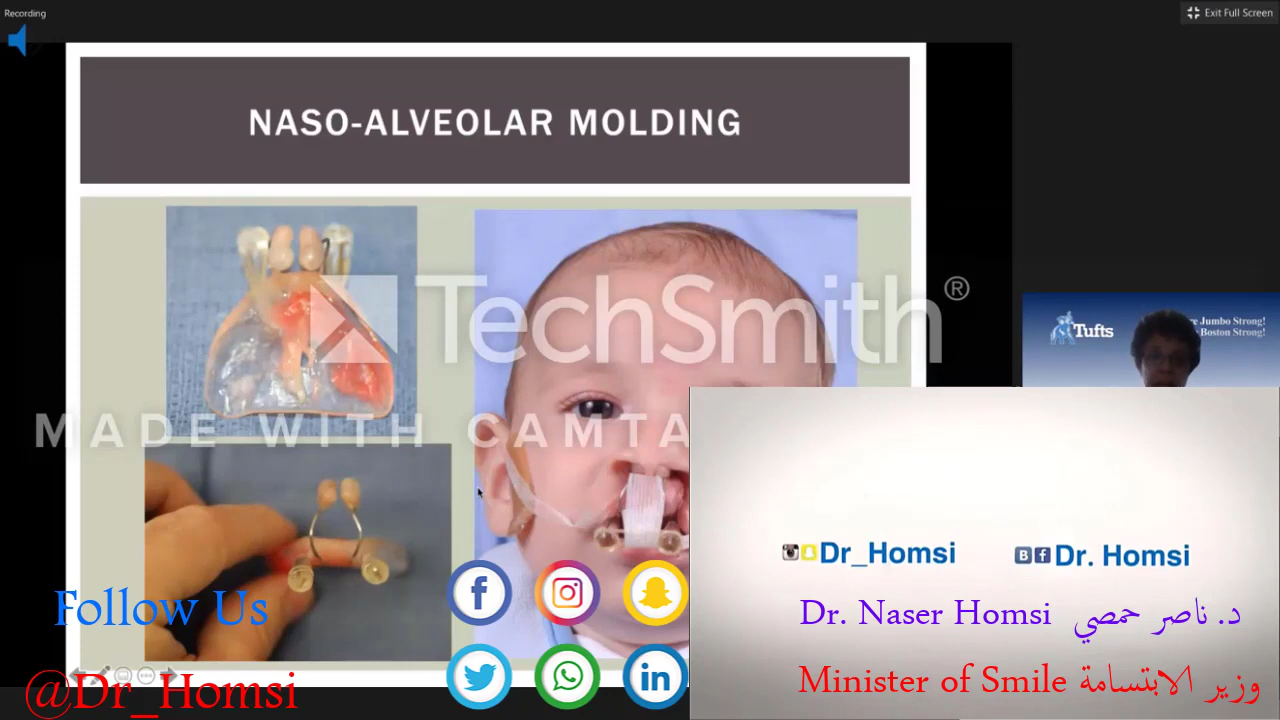 Recording
Exit Full Screen
NASO-ALVEOLAR MOLDING
TechSmith®
MADE WITH CAMTA
Tufts
re Jumbo Strong!
Boston Strong!
Dr_Homsi
Dr. Homsi
Follow Us
Dr. Naser Homsi د. ناصر حمصي
@Dr_Homsi
Minister of Smile وزير الابتسامة